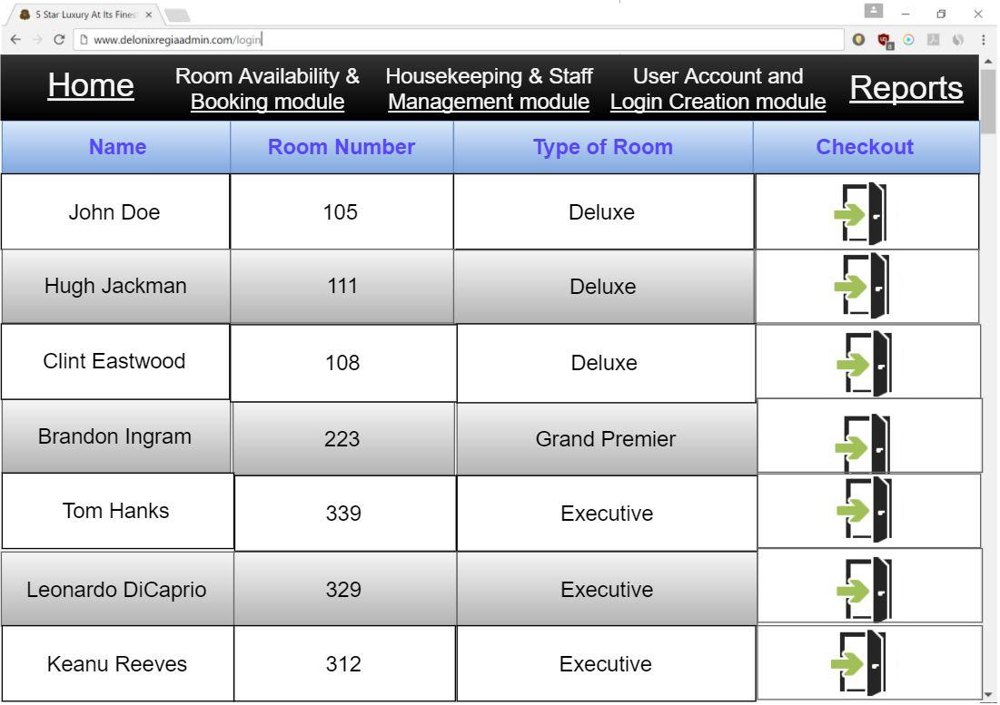 5 Star Luxury At Its Fines
www.delonixregiaadmin.com/login
Home
Room Availability &
Booking module
Housekeeping & Staff
Management module
User Account and
Login Creation module
Reports
Name Room Number Type of Room Checkout
John Doe 105 Deluxe
Hugh Jackman 111 Deluxe
Clint Eastwood 108 Deluxe
Brandon Ingram 223 Grand Premier
Tom Hanks 339 Executive
Leonardo DiCaprio 329 Executive
Keanu Reeves 312 Executive